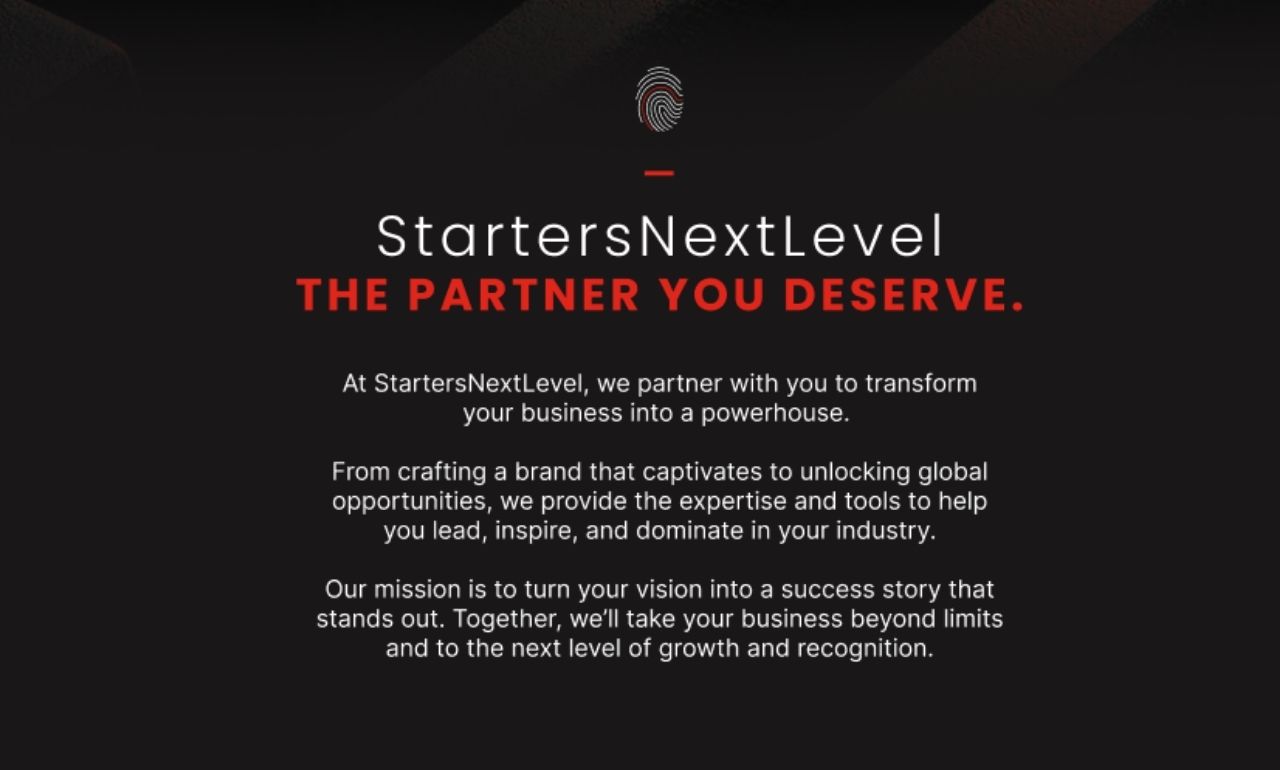 StartersNextLevel
THE PARTNER YOU DESERVE.
At StartersNextLevel, we partner with you to transform
your business into a powerhouse.
From crafting a brand that captivates to unlocking global
opportunities, we provide the expertise and tools to help
you lead, inspire, and dominate in your industry.
Our mission is to turn your vision into a success story that
stands out. Together, we’ll take your business beyond limits
and to the next level of growth and recognition.